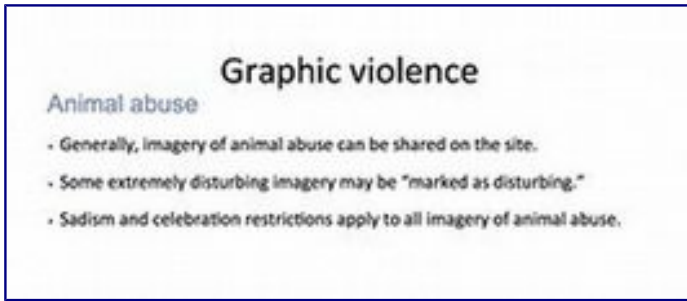 Graphic violence
Animal abuse
• Generally, imagery of animal abuse can be shared on the site.
• Some extremely disturbing imagery may be “marked as disturbing.”
• Sadism and celebration restrictions apply to all imagery of animal abuse.